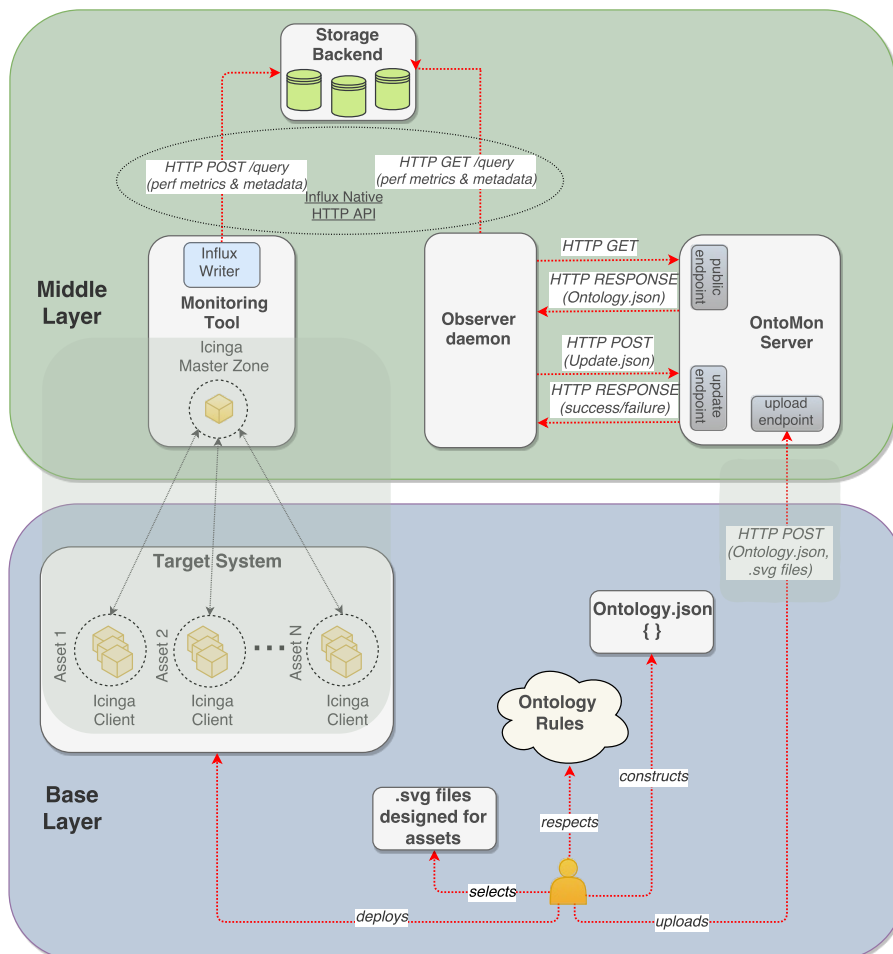 Storage
Backend
HTTP POST /query
(perf metrics & metadata)
HTTP GET /query
(perf metrics & metadata)
Influx Native
HTTP API
Middle
Layer
Influx
Writer
Monitoring
Tool
Icinga
Master Zone
Observer
daemon
HTTP GET
HTTP RESPONSE
(Ontology.json)
HTTP POST
(Update.json)
HTTP RESPONSE
(success/failure)
public
endpoint
OntoMon
Server
update
endpoint
upload
endpoint
HTTP POST
(Ontology.json,
.svg files)
Target System
Asset 1
Asset 2
Asset N
Icinga
Client
Icinga
Client
Icinga
Client
Ontology.json
{ }
Ontology
Rules
constructs
Base
Layer
.svg files
designed for
assets
respects
selects
deploys
uploads